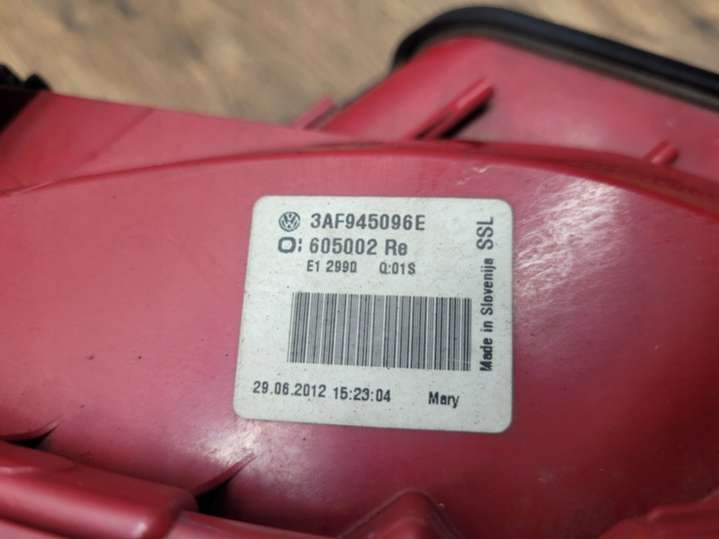 3AF945096E
O: 605002 Re
E1 2990 Q:01S
Made in Slovenija SSL
29.06.2012 15:23:04 Mary